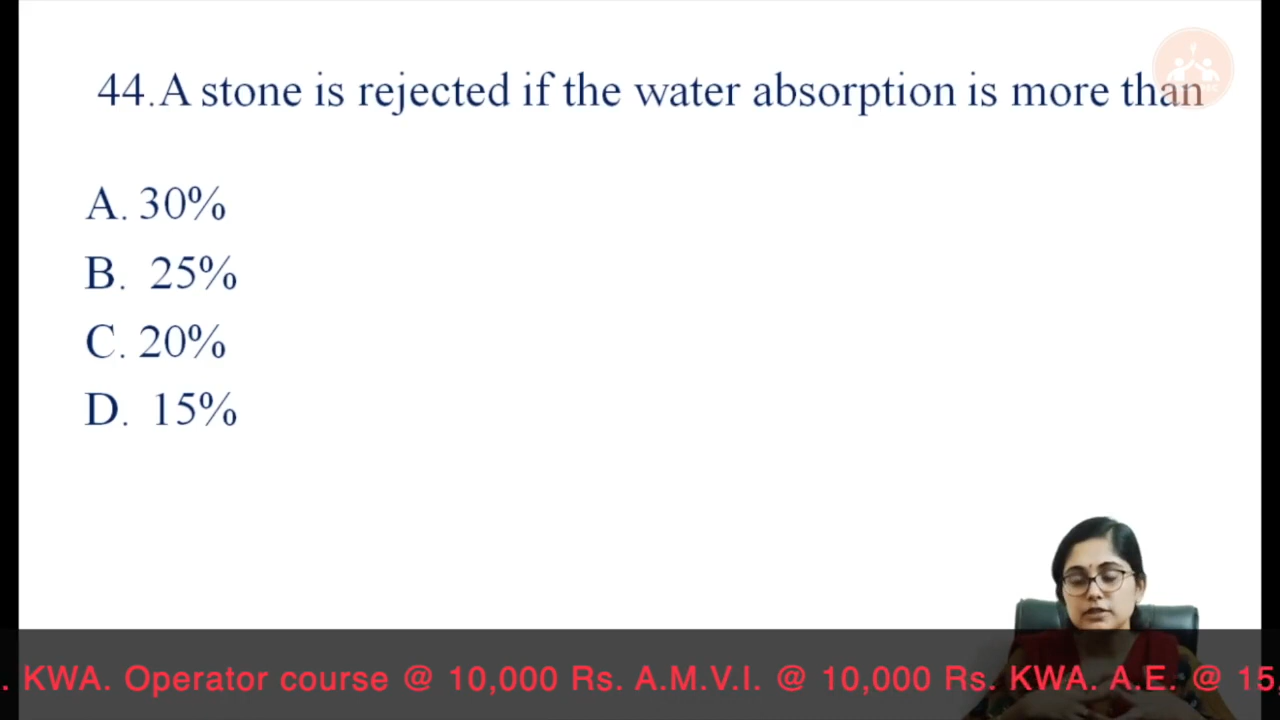 44.A stone is rejected if the water absorption is more than
A. 30%
B. 25%
C. 20%
D. 15%
. KWA. Operator course @ 10,000 Rs. A.M.V.I. @ 10,000 Rs. KWA. A.E. @ 15,